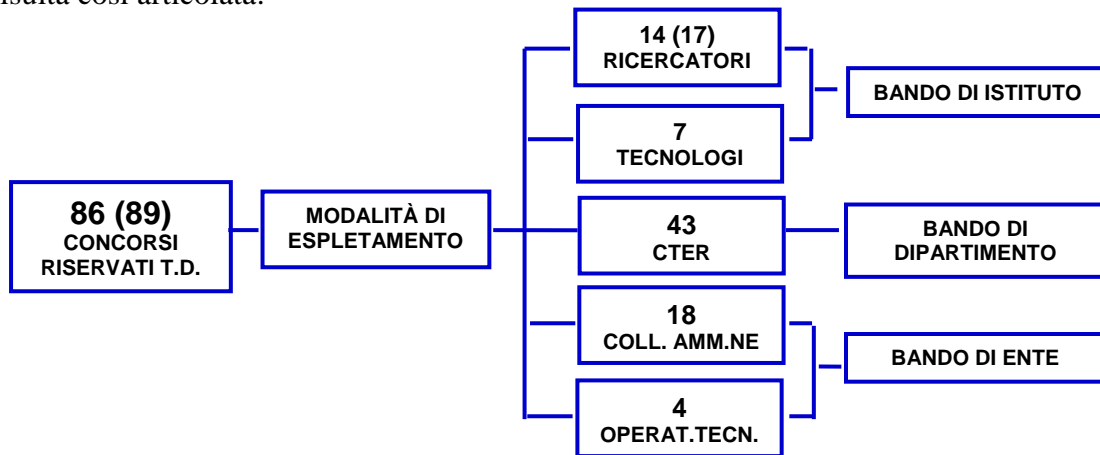 risulta così articolata:
14 (17)
RICERCATORI
BANDO DI ISTITUTO
7
TECNOLOGI
86 (89)
CONCORSI
RISERVATI T.D.
MODALITÀ DI
ESPLETAMENTO
43
CTER
BANDO DI
DIPARTIMENTO
18
COLL. AMM.NE
BANDO DI ENTE
4
OPERAT.TECN.